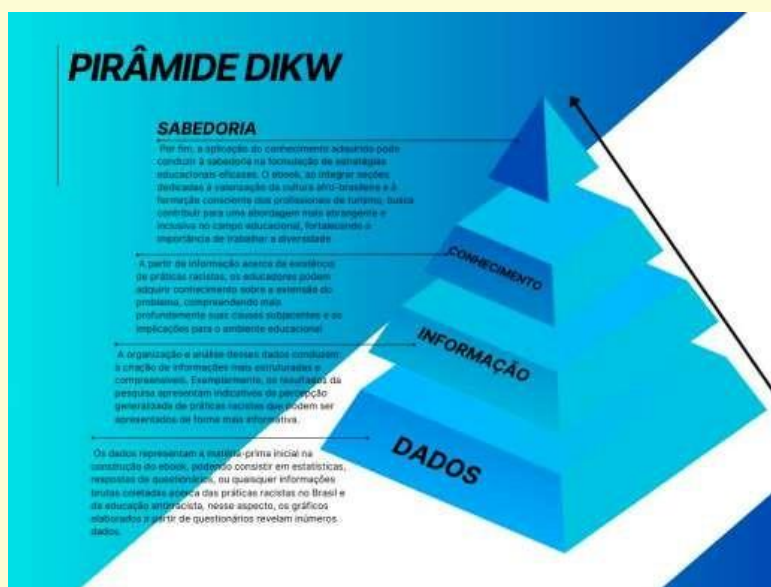 PIRÂMIDE DIKW
SABEDORIA
Por fim, a aplicação do conhecimento adquirido pode
conduzir à sabedoria na formulação de estratégias
educacionais eficazes. O ebook, ao integrar seções
dedicadas à valorização da cultura afro-brasileira e à
formação consciente dos profissionais de turismo, busca
contribuir para uma abordagem mais abrangente e
inclusiva no campo educacional, fortalecendo a
importância de trabalhar a diversidade
A partir da informação acerca da existência
de práticas racistas, os educadores podem
adquirir conhecimento sobre a extensão do
problema, compreendendo mais
profundamente suas causas subjacentes e as
implicações para o ambiente educacional
A organização e análise desses dados conduzem
à criação de informações mais estruturadas e
compreensíveis. Exemplarmente, os resultados da
pesquisa apresentam indicativos da percepção
generalizada de práticas racistas que podem ser
apresentados de forma mais informativa.
Os dados representam a matéria-prima inicial na
construção do ebook, podendo consistir em estatísticas,
respostas de questionários, ou quaisquer informações
brutas coletadas acerca das práticas racistas no Brasil e
da educação antirracista, nesse aspecto, os gráficos
elaborados a partir de questionários revelam inúmeros
dados.
CONHECIMENTO
INFORMAÇÃO
DADOS